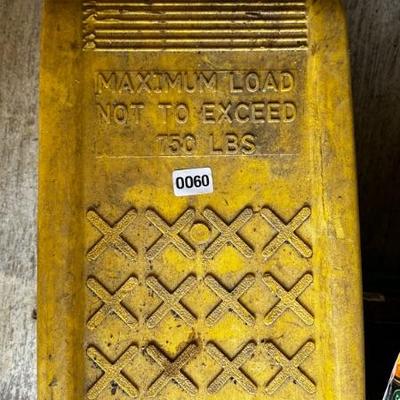 MAXIMUM LOAD
NOT TO EXCEED
750 LBS
0060